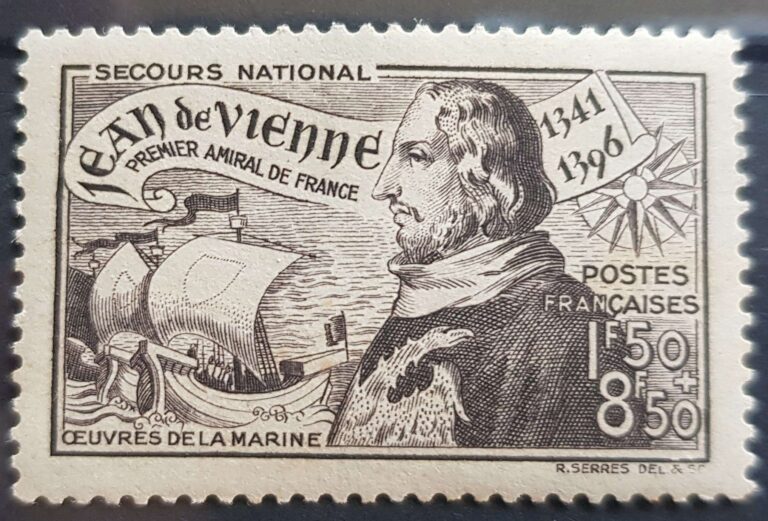 SECOURS NATIONAL
JEAN de VIENNE
PREMIER AMIRAL DE FRANCE
1341
1396
POSTES
FRANÇAISES
1F50
+
8F50
ŒUVRES DE LA MARINE
R. SERRES DEL. & SC